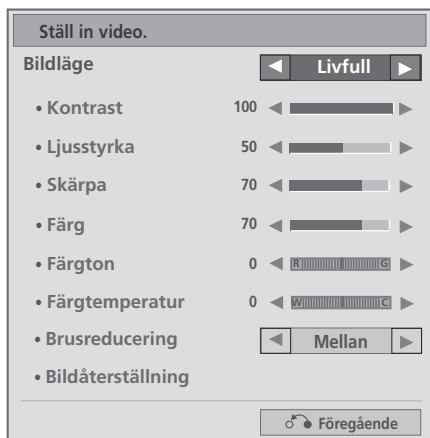 Ställ in video.
Bildläge ◀ Livfull ▶
• Kontrast 100 ◀ ▶
• Ljusstyrka 50 ◀ ▶
• Skärpa 70 ◀ ▶
• Färg 70 ◀ ▶
• Färgton 0 ◀ R G ▶
• Färgtemperatur 0 ◀ W C ▶
• Brusreducering ◀ Mellan ▶
• Bildåterställning
Föregående